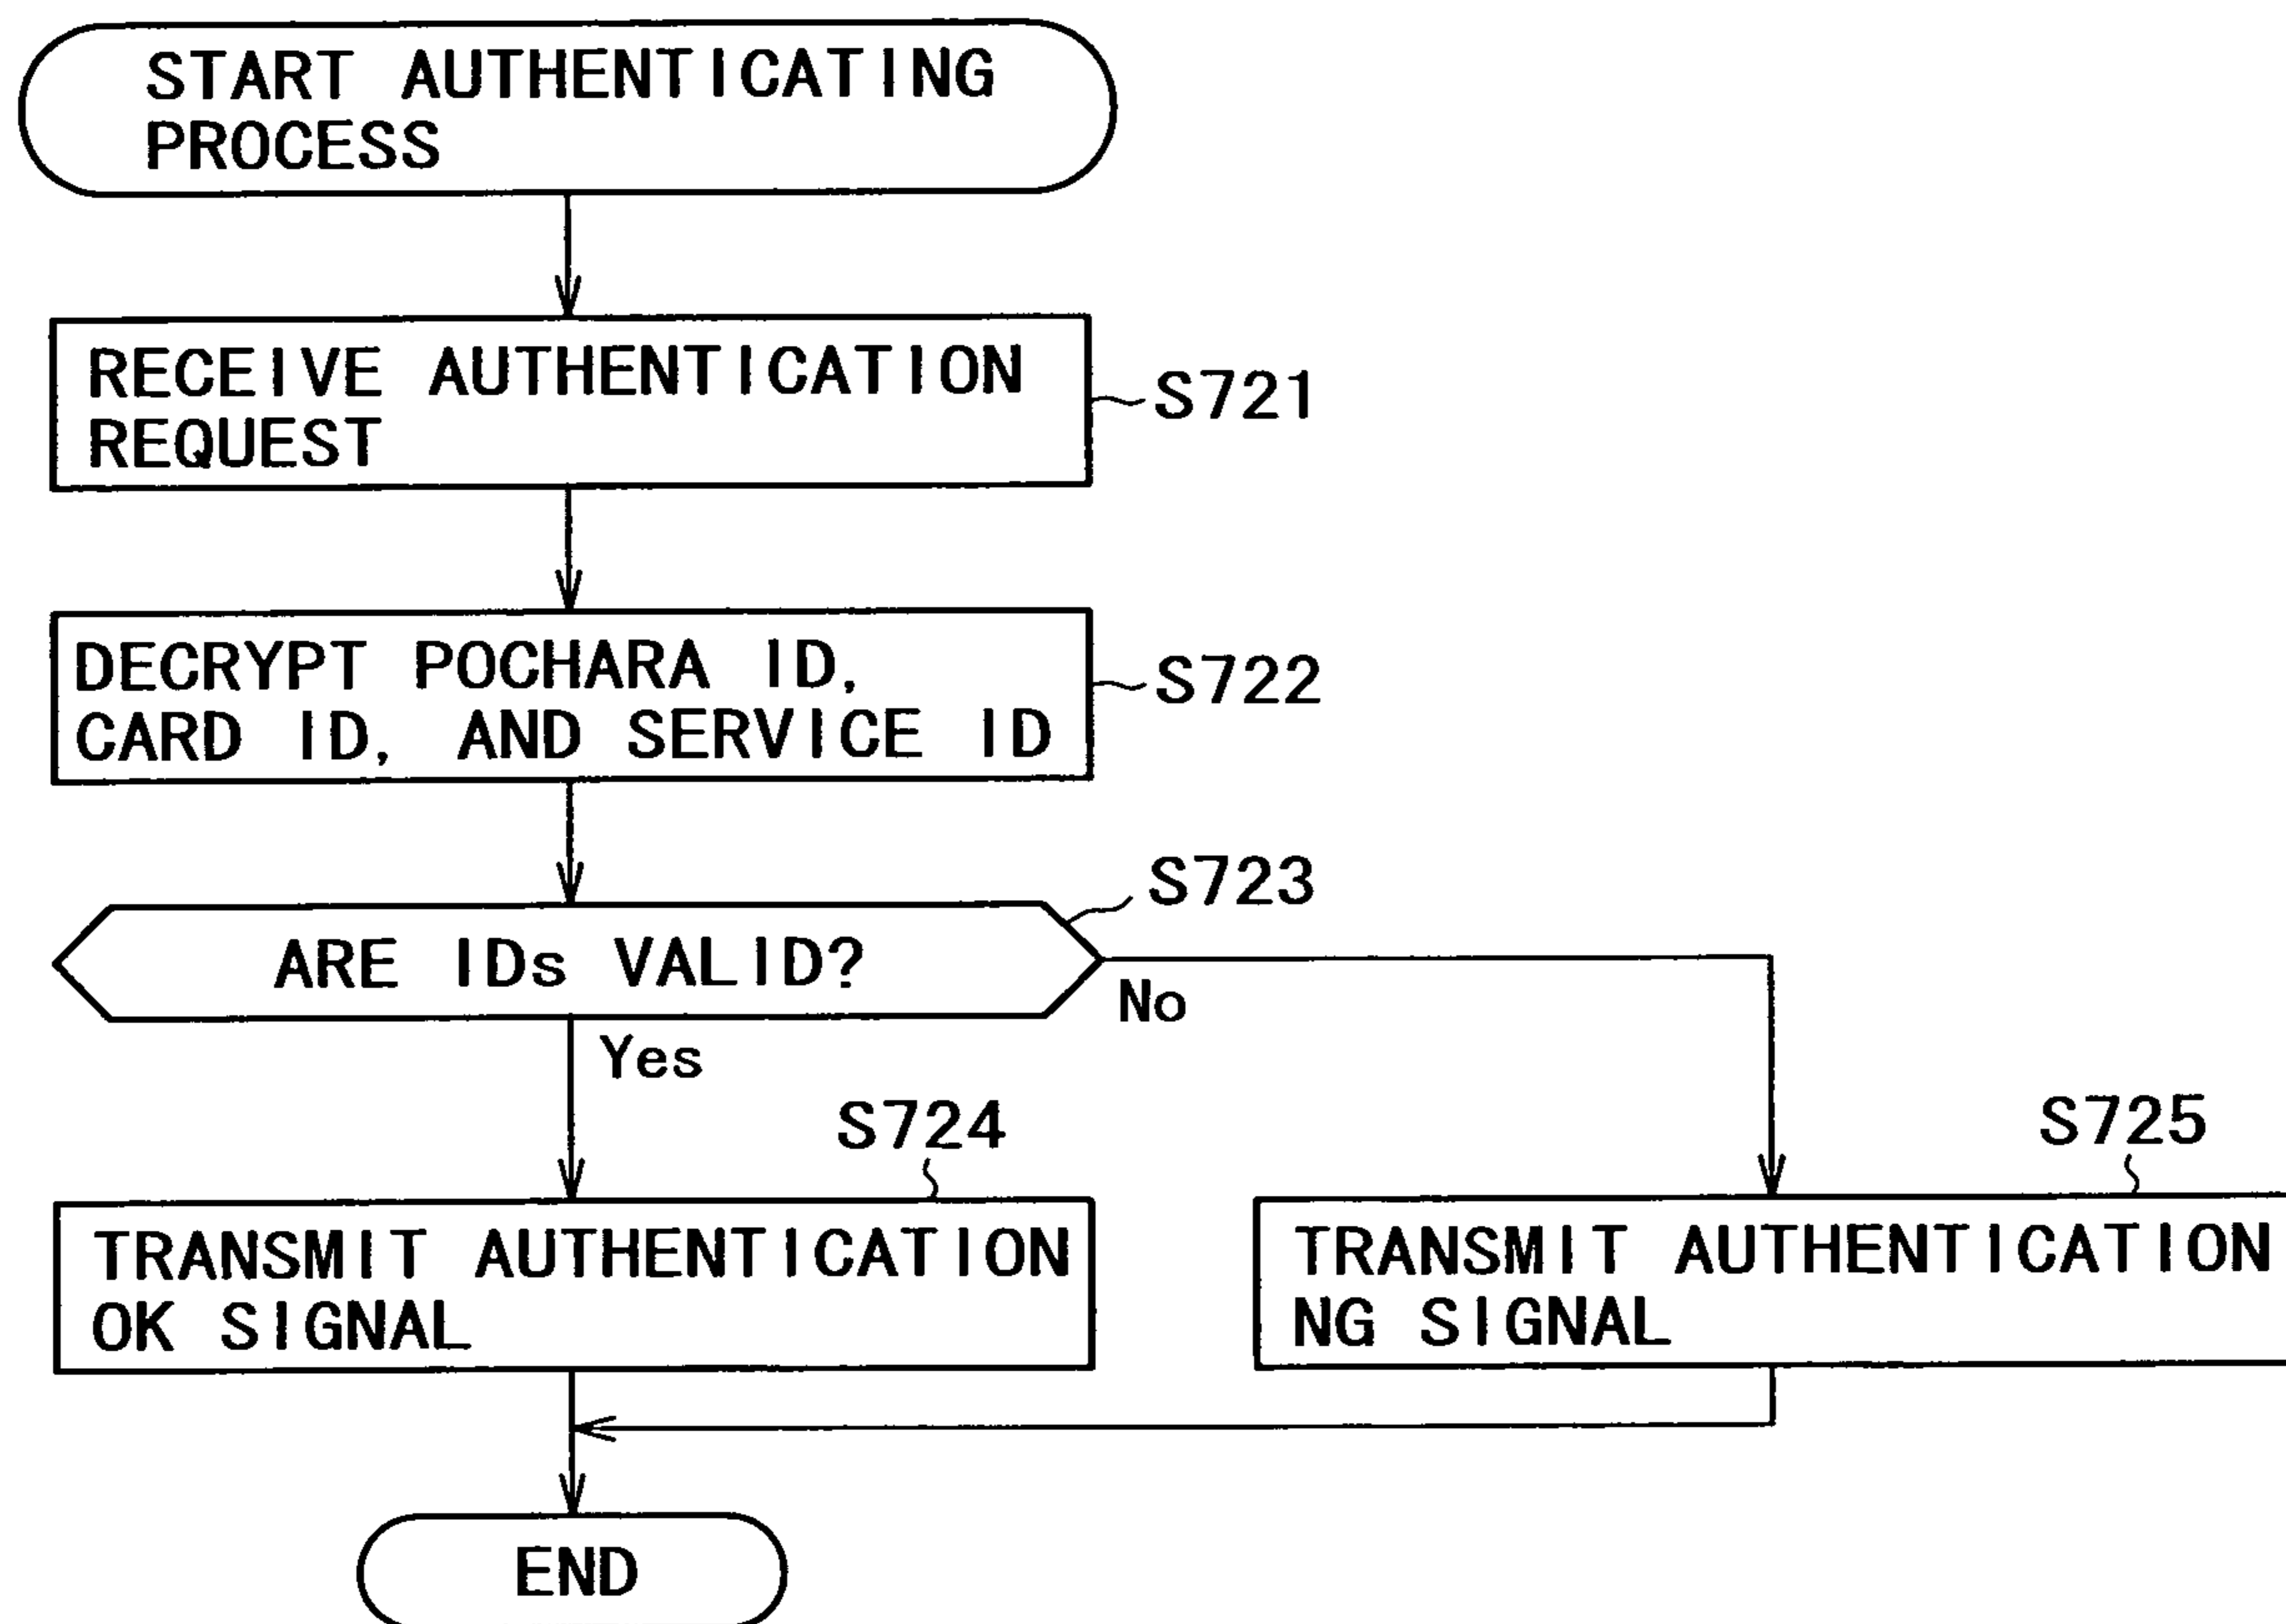 START AUTHENTICATING
PROCESS
RECEIVE AUTHENTICATION
REQUEST
S721
DECRYPT POCHARA ID,
CARD ID, AND SERVICE ID
S722
S723
ARE IDs VALID?
No
Yes
S724
S725
TRANSMIT AUTHENTICATION
OK SIGNAL
TRANSMIT AUTHENTICATION
NG SIGNAL
END